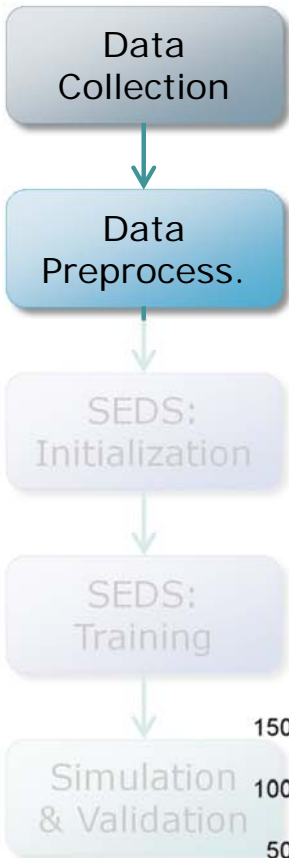 Data
Collection
Data
Preprocess.
SEDS:
Initialization
SEDS:
Training
150
Simulation
100
& Validation
50